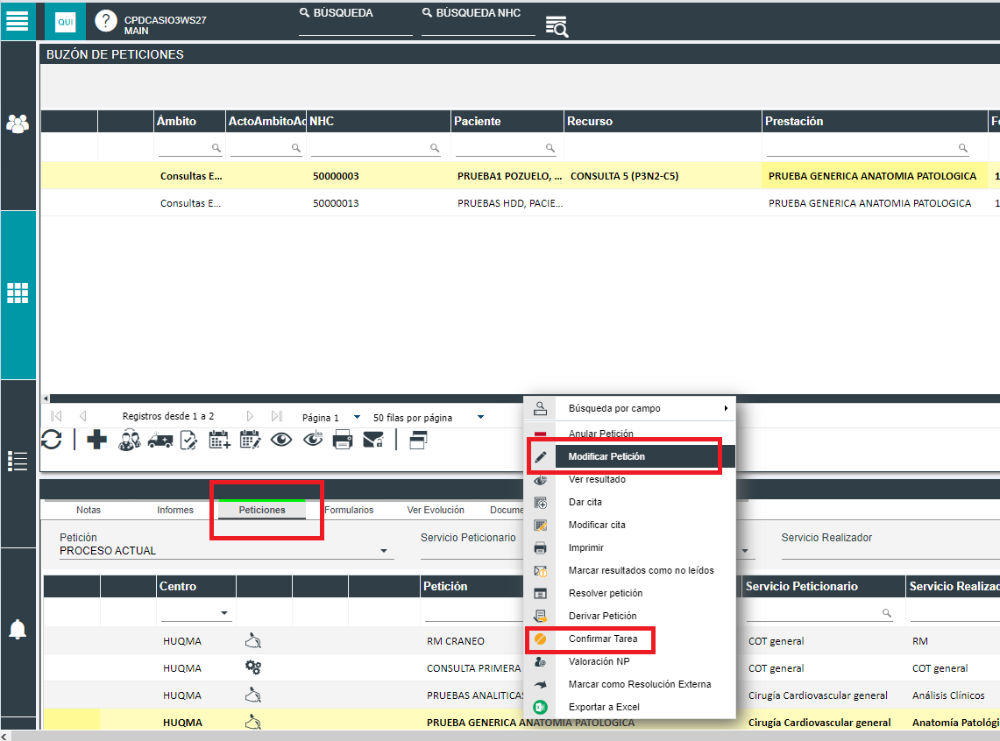 QUI
?
CPDCASIO3WS27
MAIN
BÚSQUEDA
BÚSQUEDA NHC
BUZÓN DE PETICIONES
Ámbito ActoAmbitoAc NHC Paciente Recurso Prestación
Consultas E... 50000003 PRUEBA1 POZUELO, ... CONSULTA 5 (P3N2-C5) PRUEBA GENERICA ANATOMIA PATOLOGICA 1
Consultas E... 50000013 PRUEBAS HDD, PACIE... PRUEBA GENERICA ANATOMIA PATOLOGICA 1
Registros desde 1 a 2
Página 1
50 filas por página
Búsqueda por campo
Anular Petición
Modificar Petición
Ver resultado
Dar cita
Modificar cita
Imprimir
Marcar resultados como no leídos
Resolver petición
Derivar Petición
Confirmar Tarea
Valoración NP
Marcar como Resolución Externa
Exportar a Excel
Notas Informes Peticiones Formularios Ver Evolución Docume
Petición
PROCESO ACTUAL
Servicio Peticionario
Servicio Realizador
Centro Petición Servicio Peticionario Servicio Realizad
HUQMA RM CRANEO COT general RM
HUQMA CONSULTA PRIMERA COT general COT general
HUQMA PRUEBAS ANALITICAS Cirugía Cardiovascular general Análisis Clínicos
HUQMA PRUEBA GENERICA ANATOMIA PATOLOGICA Cirugía Cardiovascular general Anatomía Patológi